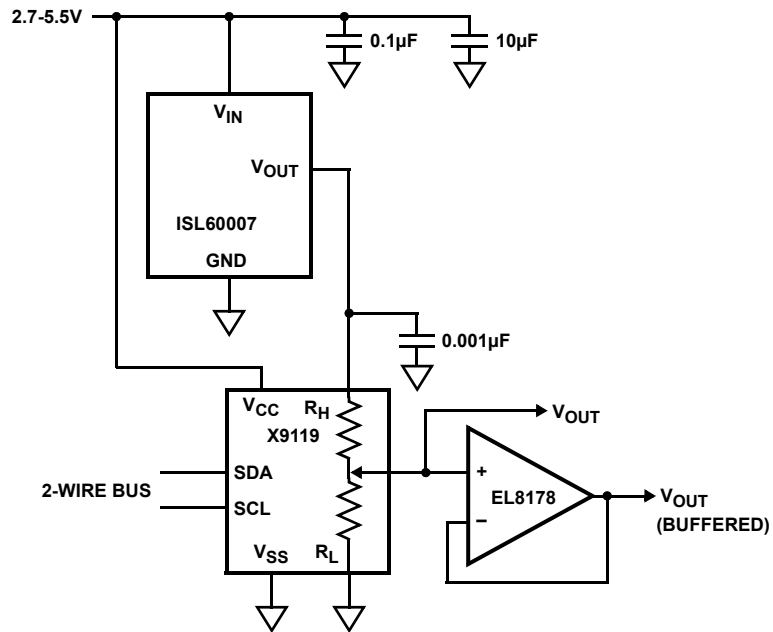 2.7-5.5V
0.1µF
10µF
VIN
VOUT
ISL60007
GND
0.001µF
VCC
RH
X9119
VOUT
SDA
+
2-WIRE BUS
EL8178
VOUT
(BUFFERED)
SCL
−
VSS
RL